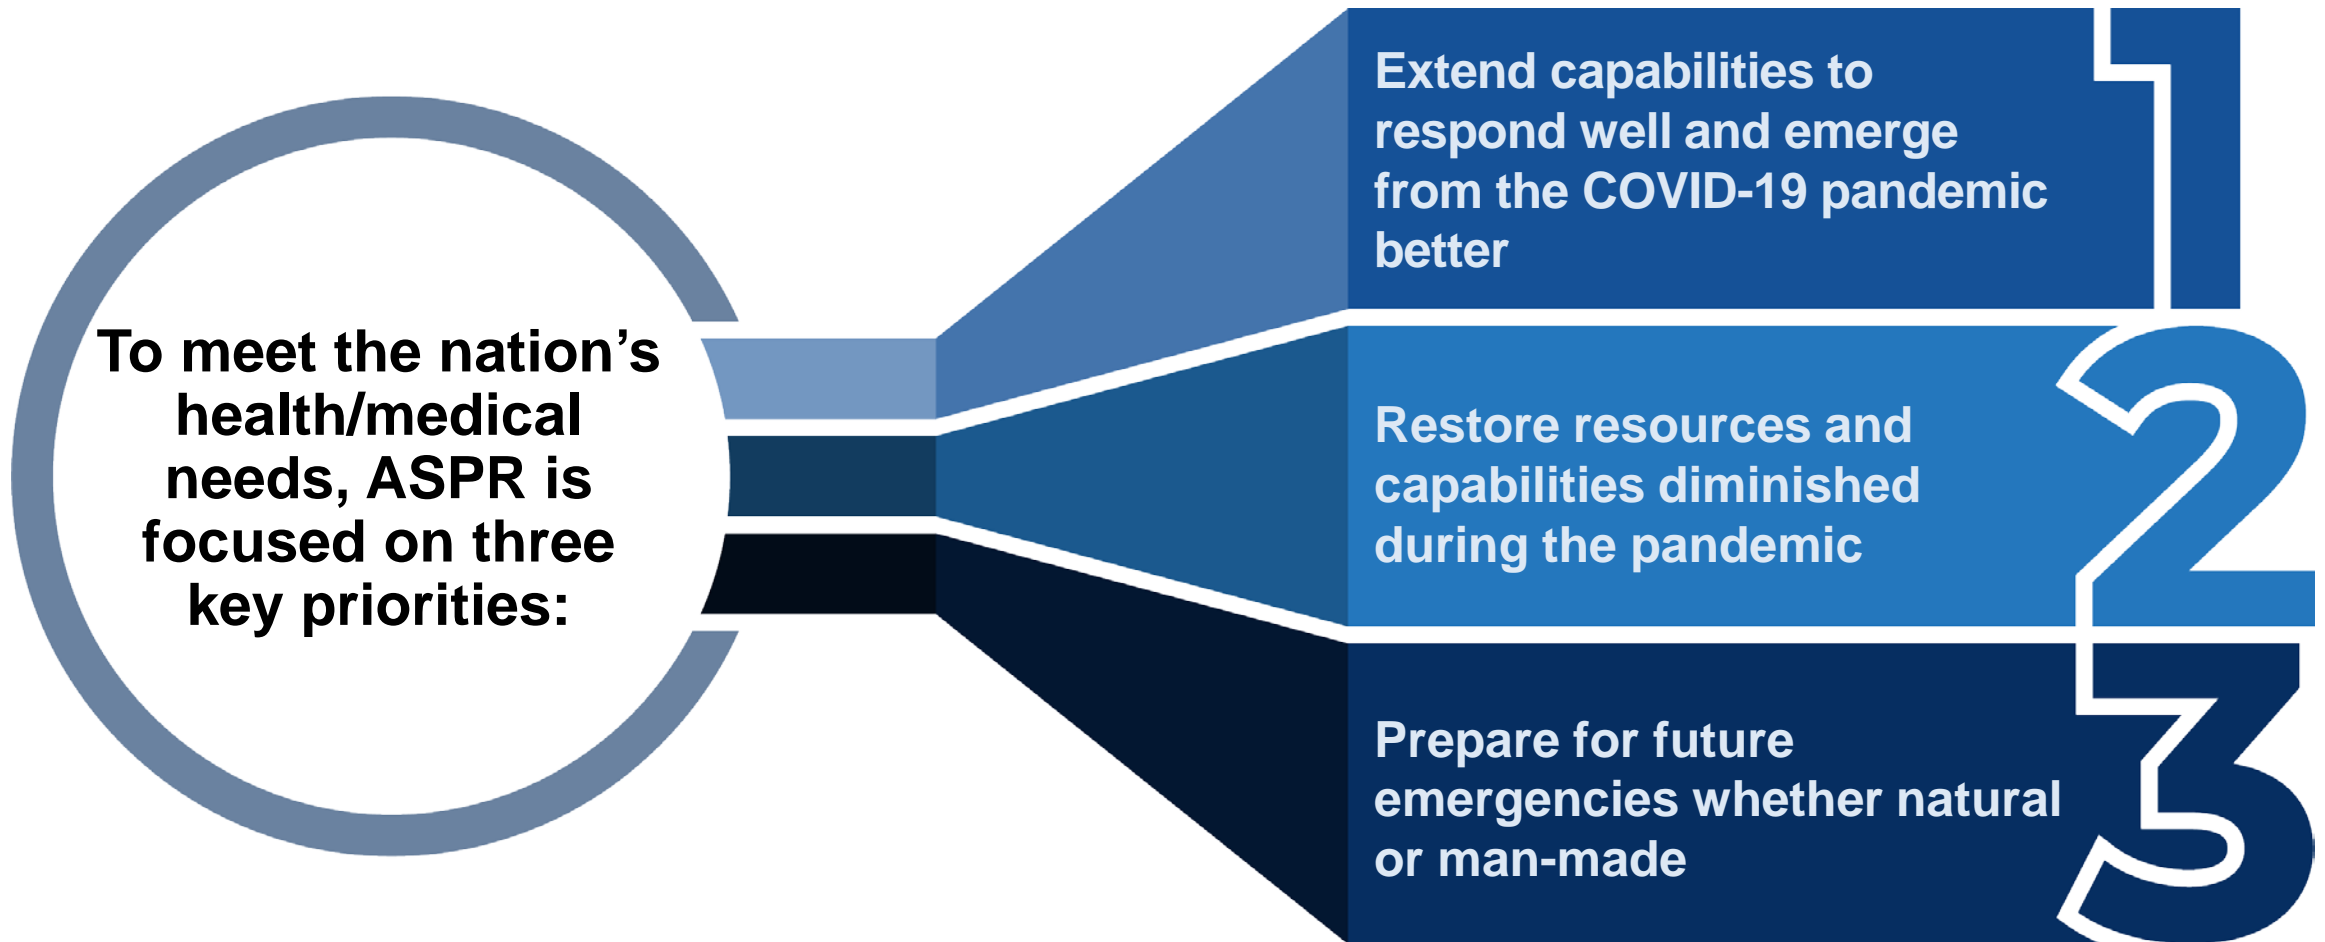 To meet the nation’s
health/medical
needs, ASPR is
focused on three
key priorities:
Extend capabilities to
respond well and emerge
from the COVID-19 pandemic
better
1
Restore resources and
capabilities diminished
during the pandemic
2
Prepare for future
emergencies whether natural
or man-made
3